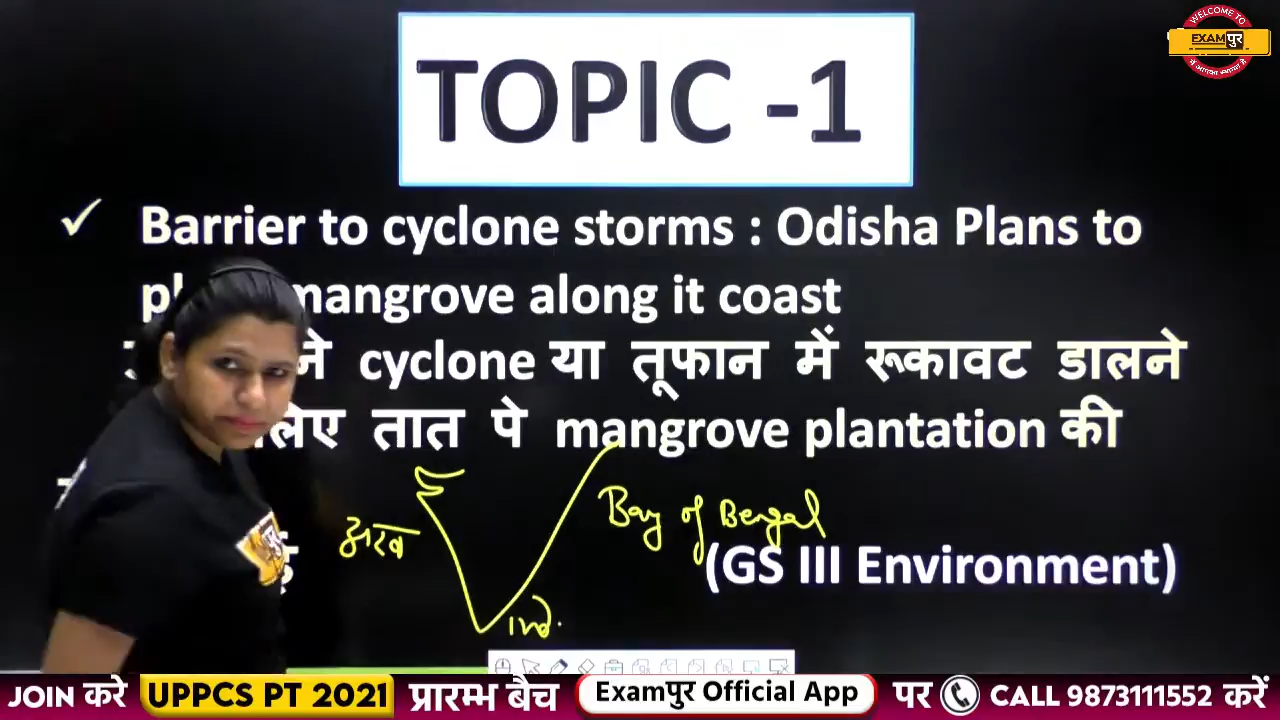 WELCOME TO
EXAMपुर
TOPIC -1
✓ Barrier to cyclone storms : Odisha Plans to
mangrove along it coast
ने cyclone या तूफान में रूकावट डालने
लिए तात पे mangrove plantation की
Bay of Bengal
अरब
(GS III Environment)
Ind.
JOIN करे UPPCS PT 2021 प्रारम्भ बैच Examपुर Official App पर CALL 9873111552 करें